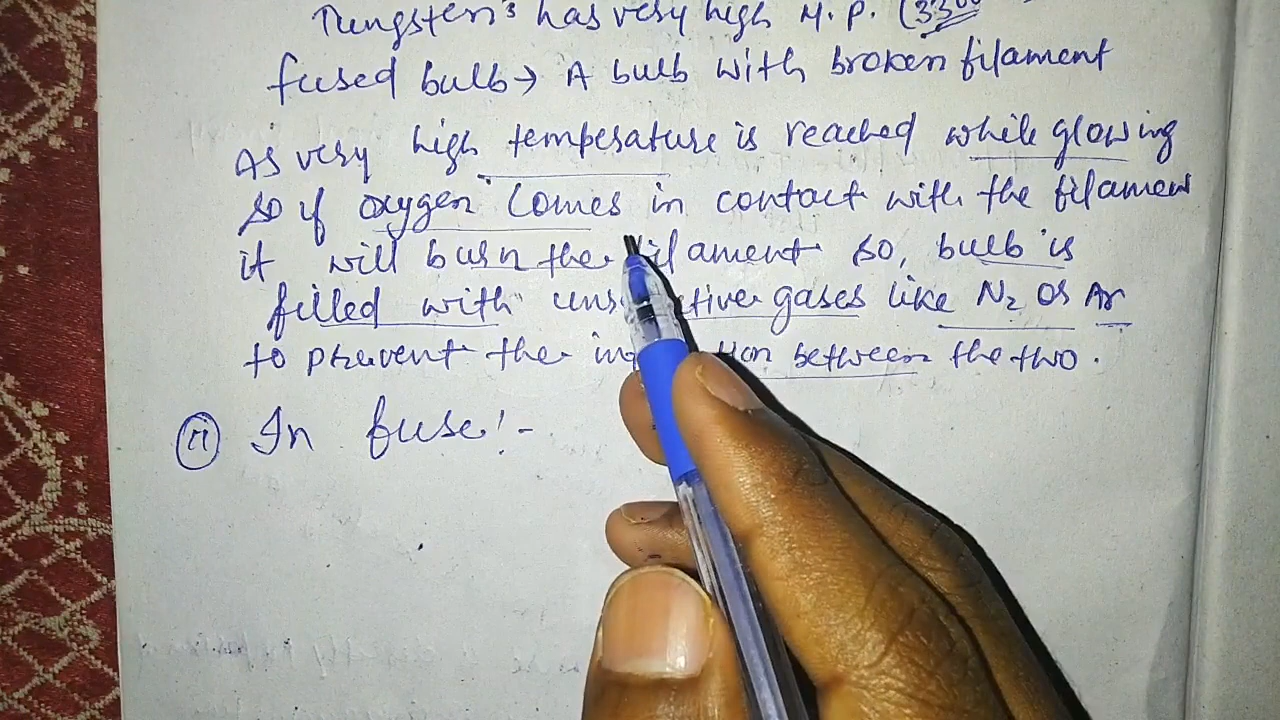 Tungsten's has very high M.P. (3300
fused bulb → A bulb with broken filament
As very high temperature is reached while glowing
so if oxygen comes in contact with the filament
it will burn the filament so, bulb is
filled with gases like N₂ or Ar
to prevent the between the two.
(ii) In fuse:-